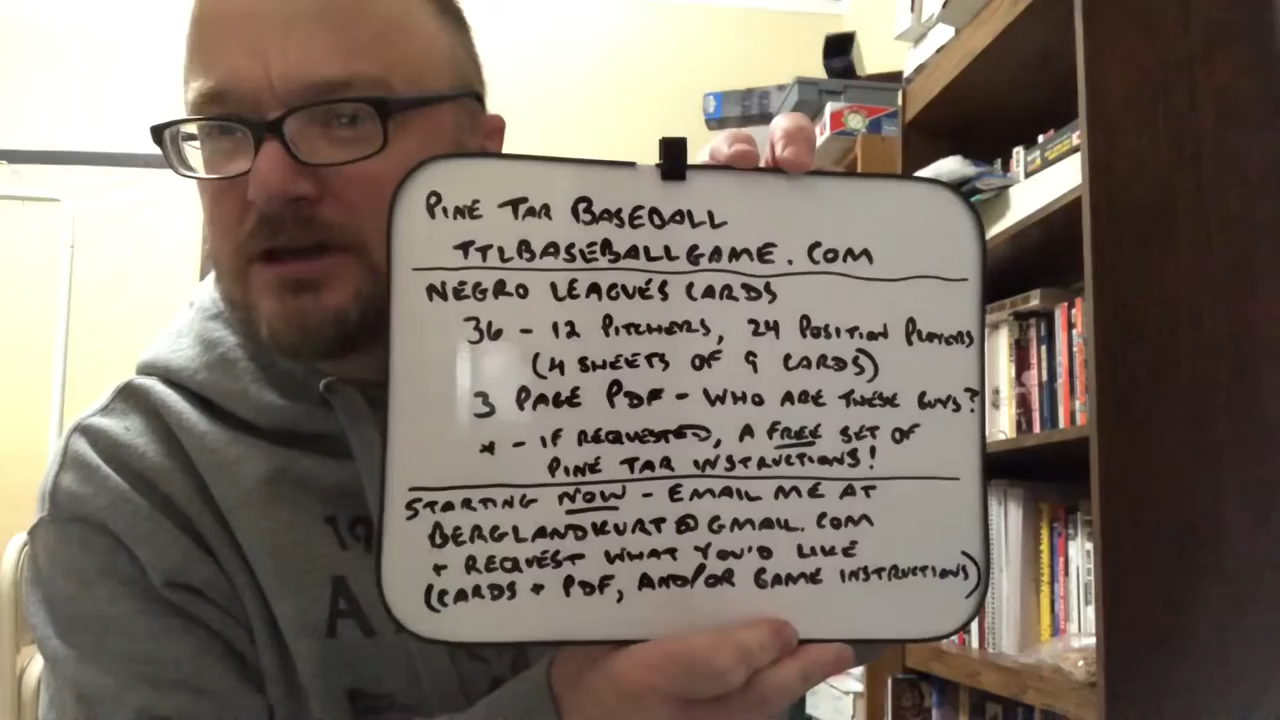 PINE TAR BASEBALL
TTLBASEBALLGAME.COM
NEGRO LEAGUES CARDS
36 - 12 PITCHERS, 24 POSITION PLAYERS
(4 SHEETS OF 9 CARDS)
3 PAGE PDF - WHO ARE THESE GUYS?
* - IF REQUESTED, A FREE SET OF
PINE TAR INSTRUCTIONS!
STARTING NOW - EMAIL ME AT
BERGLANDKURT@GMAIL.COM
+ REQUEST WHAT YOU'D LIKE
(CARDS + PDF, AND/OR GAME INSTRUCTIONS)
19
A